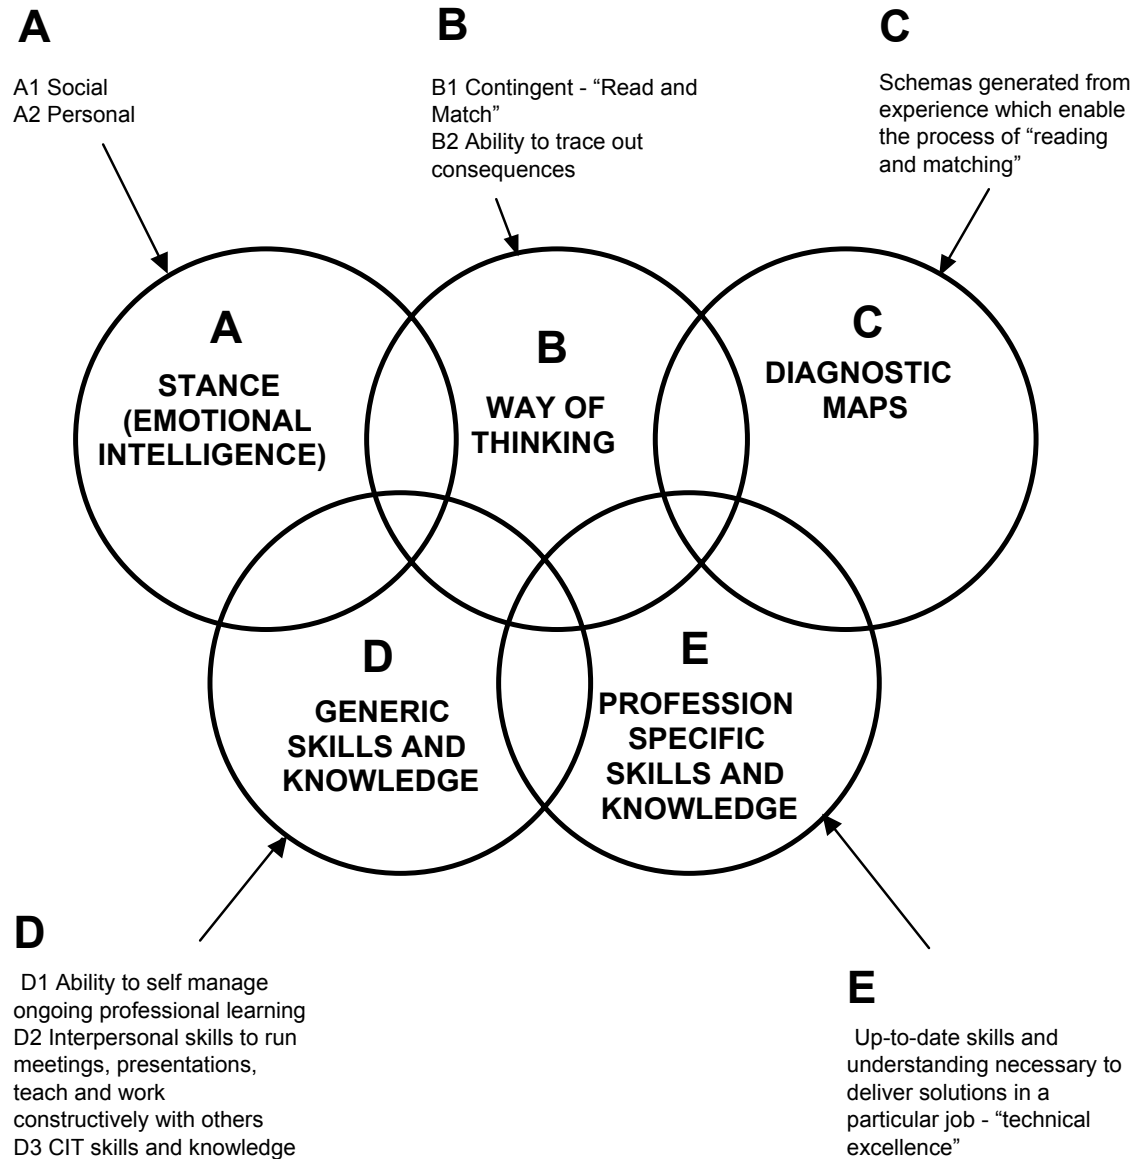 A
A1 Social
A2 Personal
B
B1 Contingent - “Read and
Match”
B2 Ability to trace out
consequences
C
Schemas generated from
experience which enable
the process of “reading
and matching”
A
STANCE
(EMOTIONAL
INTELLIGENCE)
B
WAY OF
THINKING
C
DIAGNOSTIC
MAPS
D
GENERIC
SKILLS AND
KNOWLEDGE
E
PROFESSION
SPECIFIC
SKILLS AND
KNOWLEDGE
D
D1 Ability to self manage
ongoing professional learning
D2 Interpersonal skills to run
meetings, presentations,
teach and work
constructively with others
D3 CIT skills and knowledge
E
Up-to-date skills and
understanding necessary to
deliver solutions in a
particular job - “technical
excellence”